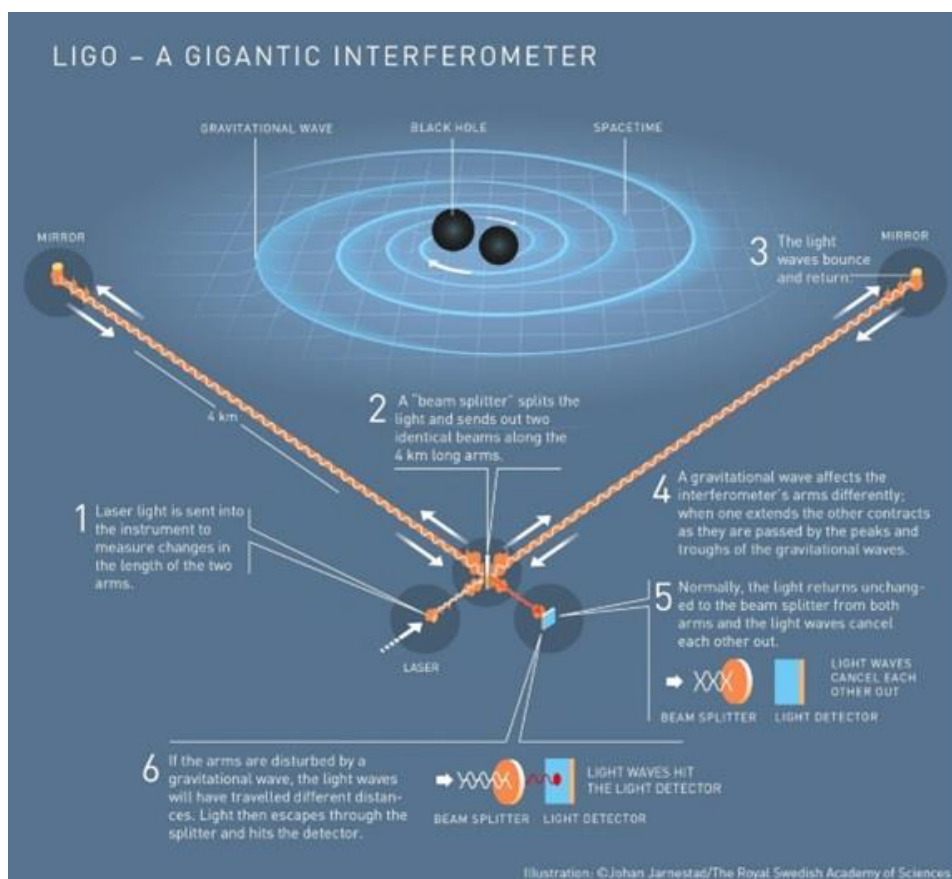 LIGO – A GIGANTIC INTERFEROMETER
GRAVITATIONAL WAVE
BLACK HOLE
SPACETIME
MIRROR
3 The light
waves bounce
and return.
MIRROR
4 km
2 A "beam splitter" splits the
light and sends out two
identical beams along the
4 km long arms.
1 Laser light is sent into
the instrument to
measure changes in
the length of the two
arms.
4 A gravitational wave affects the
interferometer's arms differently;
when one extends the other contracts
as they are passed by the peaks and
troughs of the gravitational waves.
LASER
5 Normally, the light returns unchang-
ed to the beam splitter from both
arms and the light waves cancel
each other out.
LIGHT WAVES
CANCEL EACH
OTHER OUT
BEAM SPLITTER
LIGHT DETECTOR
6 If the arms are disturbed by a
gravitational wave, the light waves
will have travelled different distan-
ces. Light then escapes through the
splitter and hits the detector.
LIGHT WAVES HIT
THE LIGHT DETECTOR
BEAM SPLITTER
LIGHT DETECTOR
Illustration: ©Johan Jarnestad/The Royal Swedish Academy of Sciences